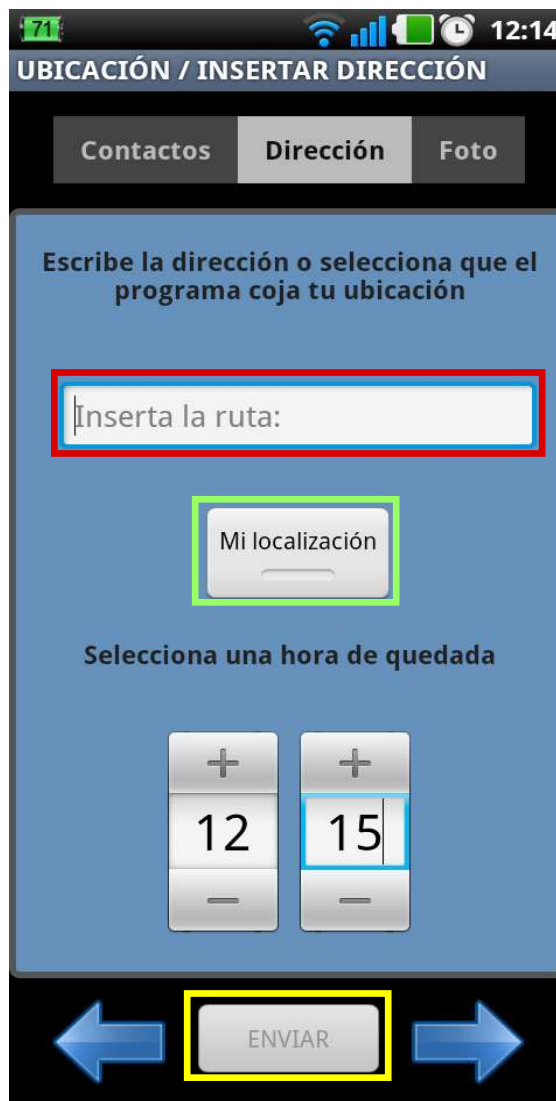 71 12:14
UBICACIÓN / INSERTAR DIRECCIÓN
Contactos Dirección Foto
Escribe la dirección o selecciona que el
programa coja tu ubicación
Inserta la ruta:
Mi localización
Selecciona una hora de quedada
+ +
12 15
− −
ENVIAR